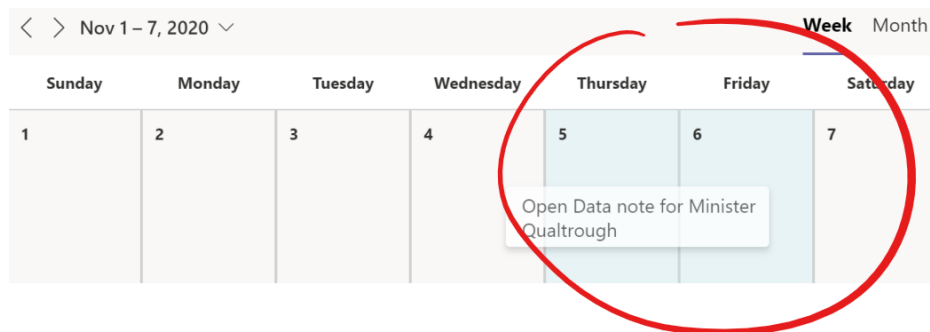 Nov 1 – 7, 2020
Week Month
Sunday Monday Tuesday Wednesday Thursday Friday Saturday
1 2 3 4 5 6 7
Open Data note for Minister
Qualtrough